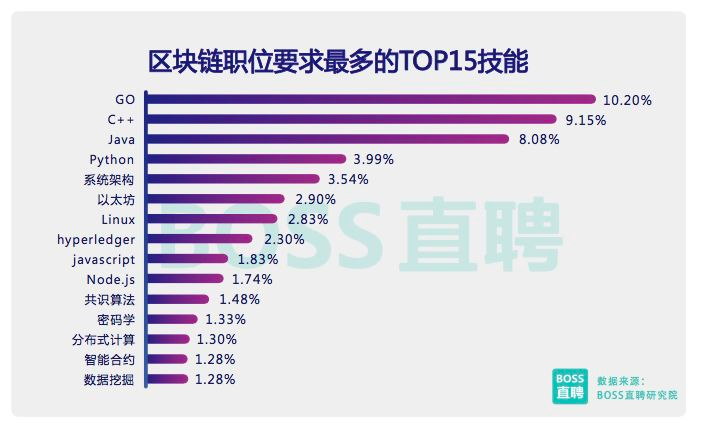 区块链职位要求最多的TOP15技能
GO 10.20%
C++ 9.15%
Java 8.08%
Python 3.99%
系统架构 3.54%
以太坊 2.90%
Linux 2.83%
hyperledger 2.30%
javascript 1.83%
Node.js 1.74%
共识算法 1.48%
密码学 1.33%
分布式计算 1.30%
智能合约 1.28%
数据挖掘 1.28%
BOSS直聘
BOSS
直聘
数据来源：
BOSS直聘研究院